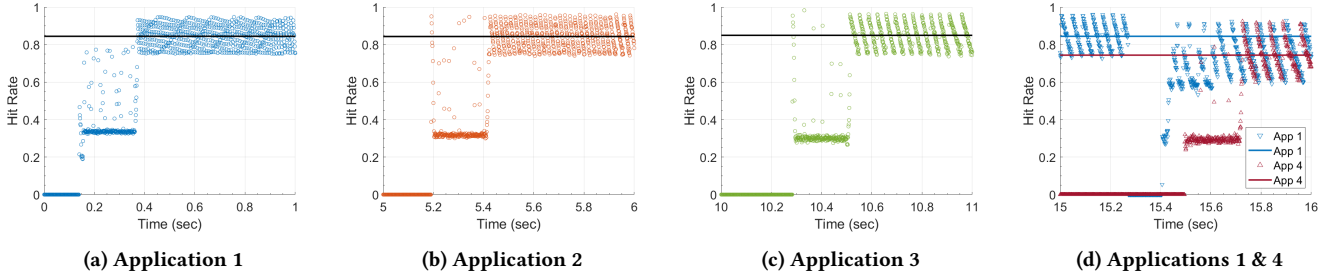 Hit Rate
1
0.8
0.6
0.4
0.2
0
0 0.2 0.4 0.6 0.8 1
Time (sec)
(a) Application 1
Hit Rate
1
0.8
0.6
0.4
0.2
0
5 5.2 5.4 5.6 5.8 6
Time (sec)
(b) Application 2
Hit Rate
1
0.8
0.6
0.4
0.2
0
10 10.2 10.4 10.6 10.8 11
Time (sec)
(c) Application 3
Hit Rate
1
0.8
0.6
0.4
0.2
0
App 1
App 1
App 4
App 4
15 15.2 15.4 15.6 15.8 16
Time (sec)
(d) Applications 1 & 4